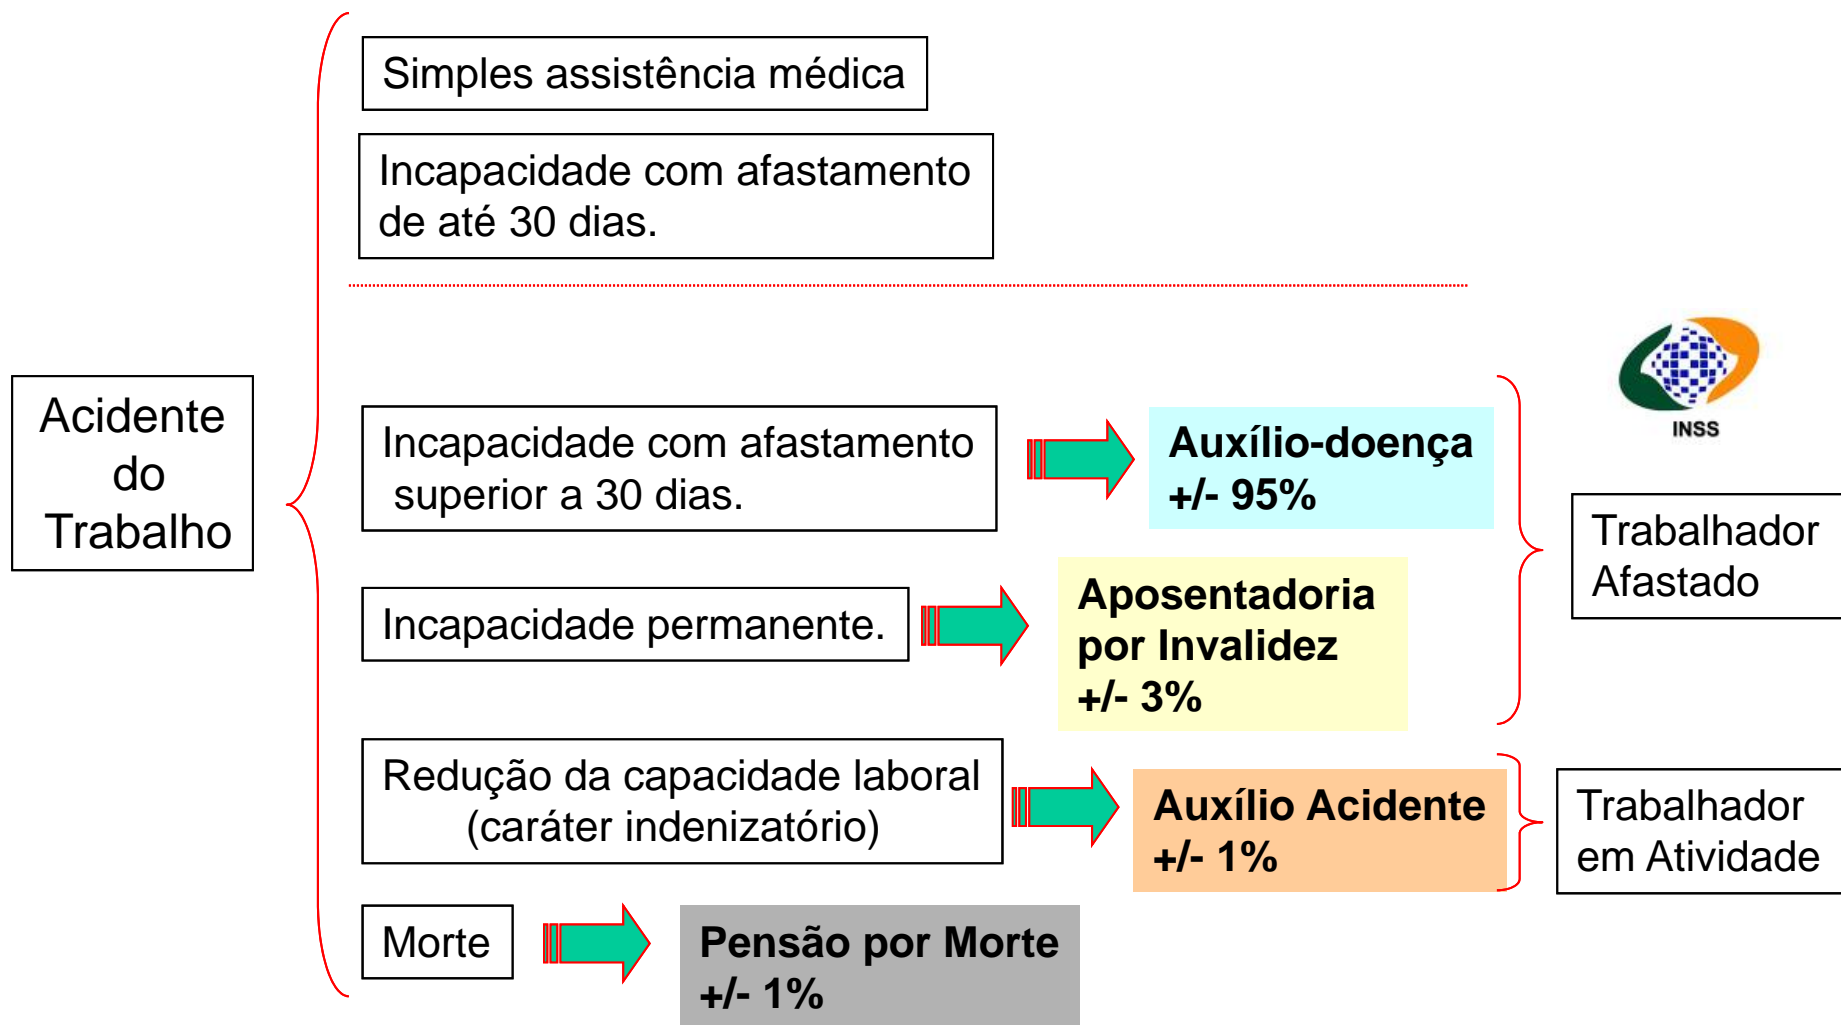 Simples assistência médica
Incapacidade com afastamento
de até 30 dias.
Acidente
do
Trabalho
Incapacidade com afastamento
superior a 30 dias.
Auxílio-doença
+/- 95%
INSS
Trabalhador
Afastado
Incapacidade permanente.
Aposentadoria
por Invalidez
+/- 3%
Redução da capacidade laboral
(caráter indenizatório)
Auxílio Acidente
+/- 1%
Trabalhador
em Atividade
Morte
Pensão por Morte
+/- 1%